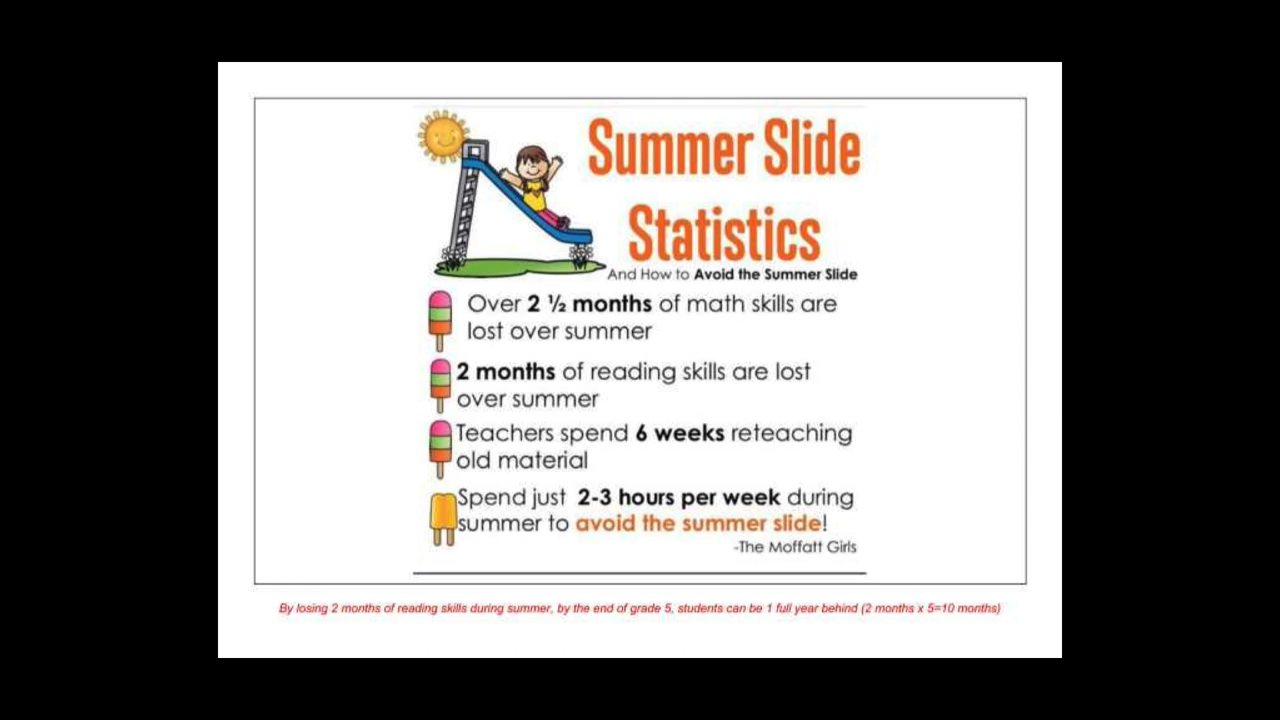 Summer Slide
Statistics
And How to Avoid the Summer Slide
Over 2 ½ months of math skills are
lost over summer
2 months of reading skills are lost
over summer
Teachers spend 6 weeks reteaching
old material
Spend just 2-3 hours per week during
summer to avoid the summer slide!
-The Moffatt Girls
By losing 2 months of reading skills during summer, by the end of grade 5, students can be 1 full year behind (2 months x 5=10 months)